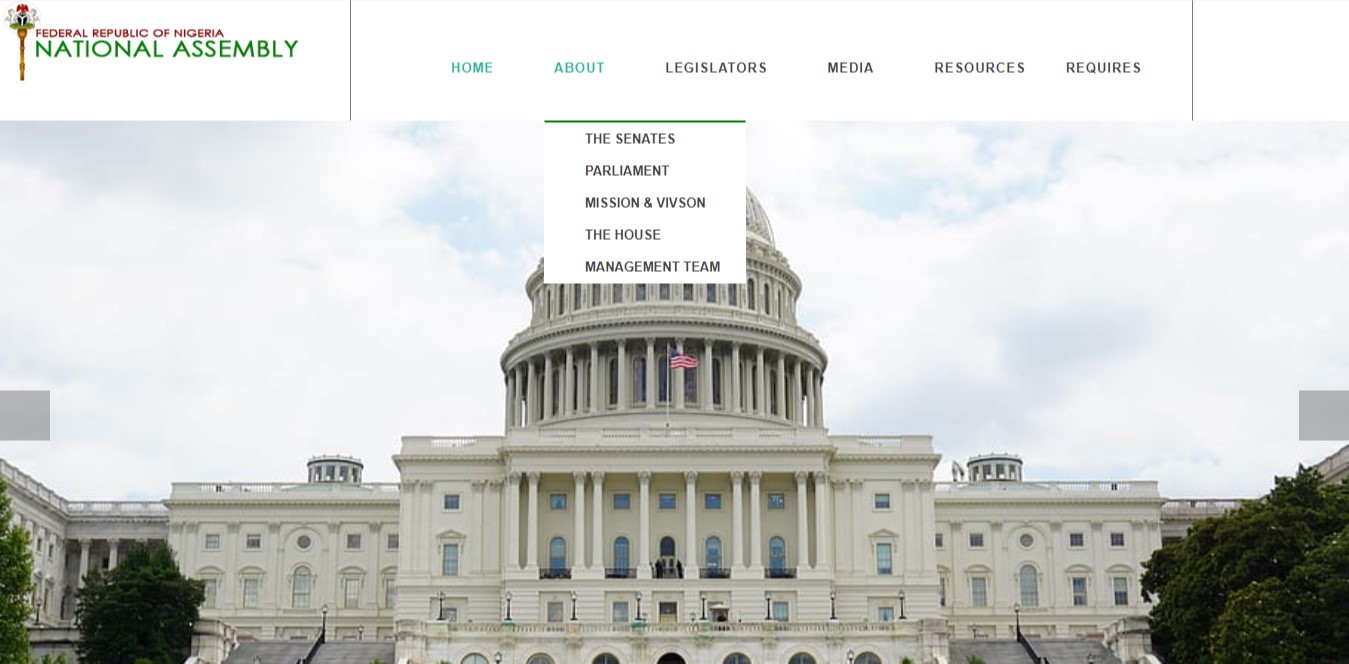 FEDERAL REPUBLIC OF NIGERIA
NATIONAL ASSEMBLY
HOME ABOUT LEGISLATORS MEDIA RESOURCES REQUIRES
THE SENATES
PARLIAMENT
MISSION & VIVSON
THE HOUSE
MANAGEMENT TEAM